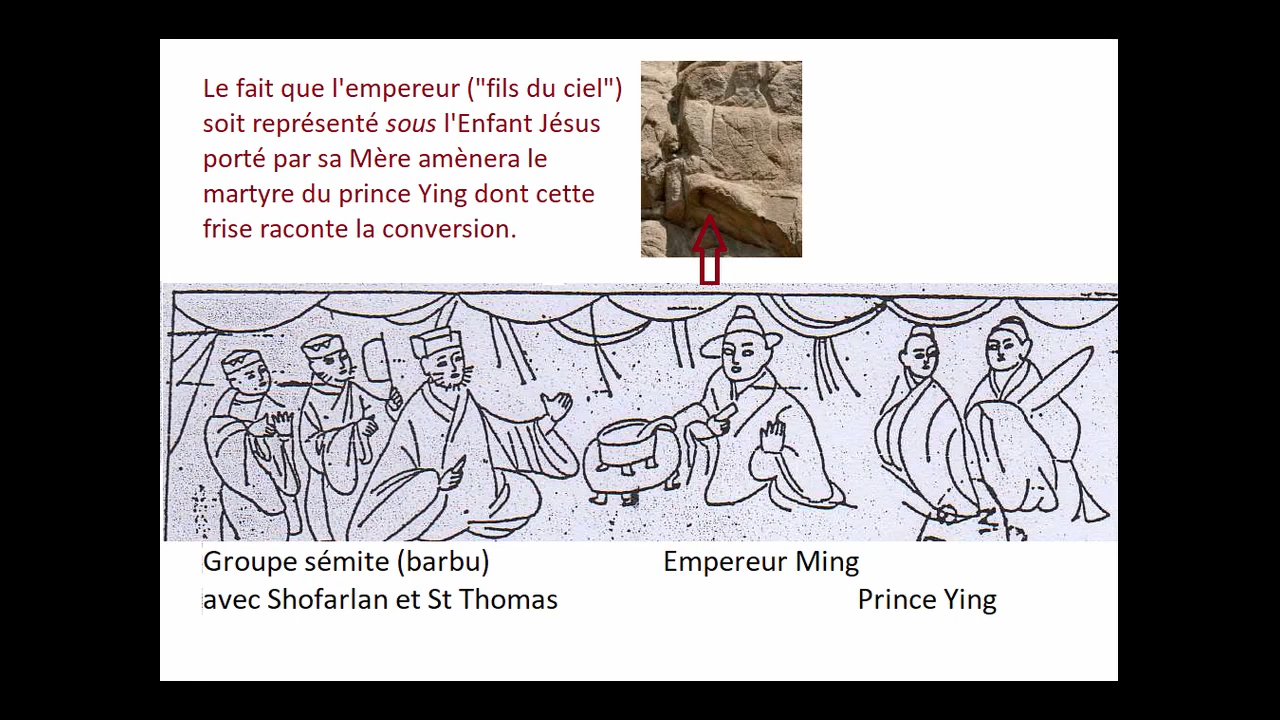 Le fait que l'empereur ("fils du ciel")
soit représenté sous l'Enfant Jésus
porté par sa Mère amènera le
martyre du prince Ying dont cette
frise raconte la conversion.
Groupe sémite (barbu)
avec Shofarlan et St Thomas
Empereur Ming
Prince Ying